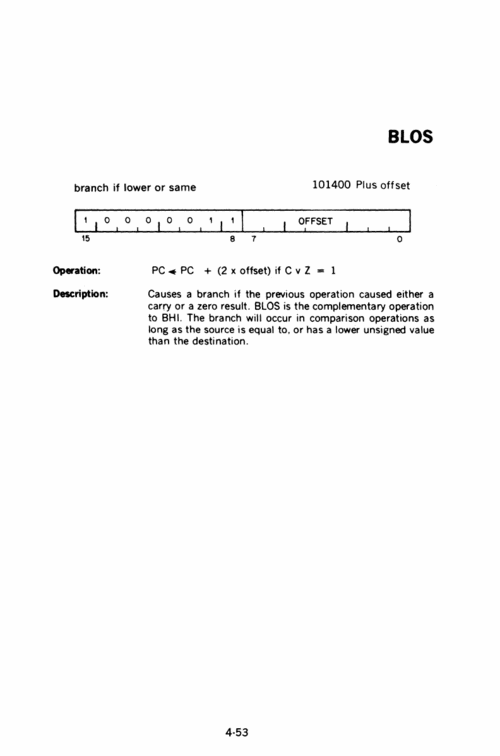 BLOS
branch if lower or same 101400 Plus offset
1 0 0 0 0 0 1 1 OFFSET
15 8 7 0
Operation: PC ◄ PC + (2 x offset) if C v Z = 1
Description: Causes a branch if the previous operation caused either a
carry or a zero result. BLOS is the complementary operation
to BHI. The branch will occur in comparison operations as
long as the source is equal to, or has a lower unsigned value
than the destination.
4-53